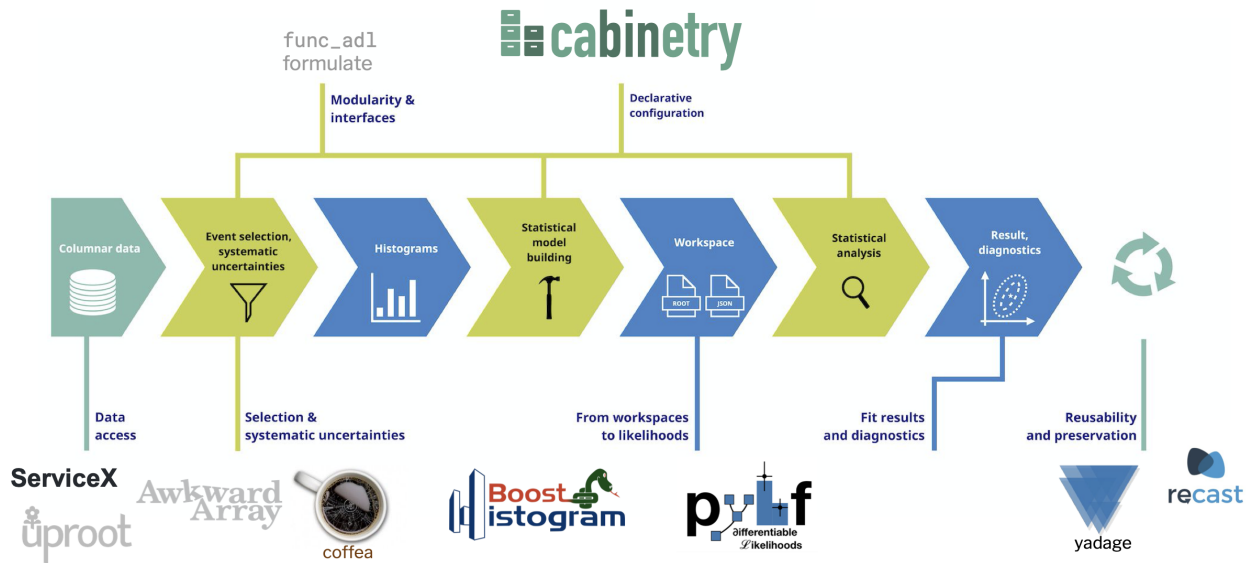 func_adl
formulate
cabinetry
Modularity &
interfaces
Declarative
configuration
Columnar data
Event selection,
systematic
uncertainties
Histograms
Statistical
model
building
Workspace
ROOT
JSON
Statistical
analysis
Result,
diagnostics
Data
access
Selection &
systematic uncertainties
From workspaces
to likelihoods
Fit results
and diagnostics
Reusability
and preservation
ServiceX
uproot
Awkward
Array
coffea
Boost
Histogram
pyhf
∂ifferentiable
ℒikelihoods
yadage
recast